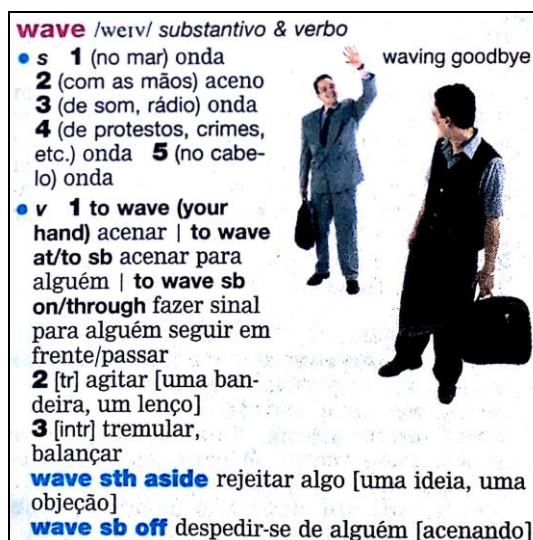 wave /weɪv/ substantivo & verbo
• s 1 (no mar) onda
2 (com as mãos) aceno
3 (de som, rádio) onda
4 (de protestos, crimes,
etc.) onda 5 (no cabe-
lo) onda
waving goodbye
• v 1 to wave (your
hand) acenar | to wave
at/to sb acenar para
alguém | to wave sb
on/through fazer sinal
para alguém seguir em
frente/passar
2 [tr] agitar [uma ban-
deira, um lenço]
3 [intr] tremular,
balançar
wave sth aside rejeitar algo [uma ideia, uma
objeção]
wave sb off despedir-se de alguém [acenando]